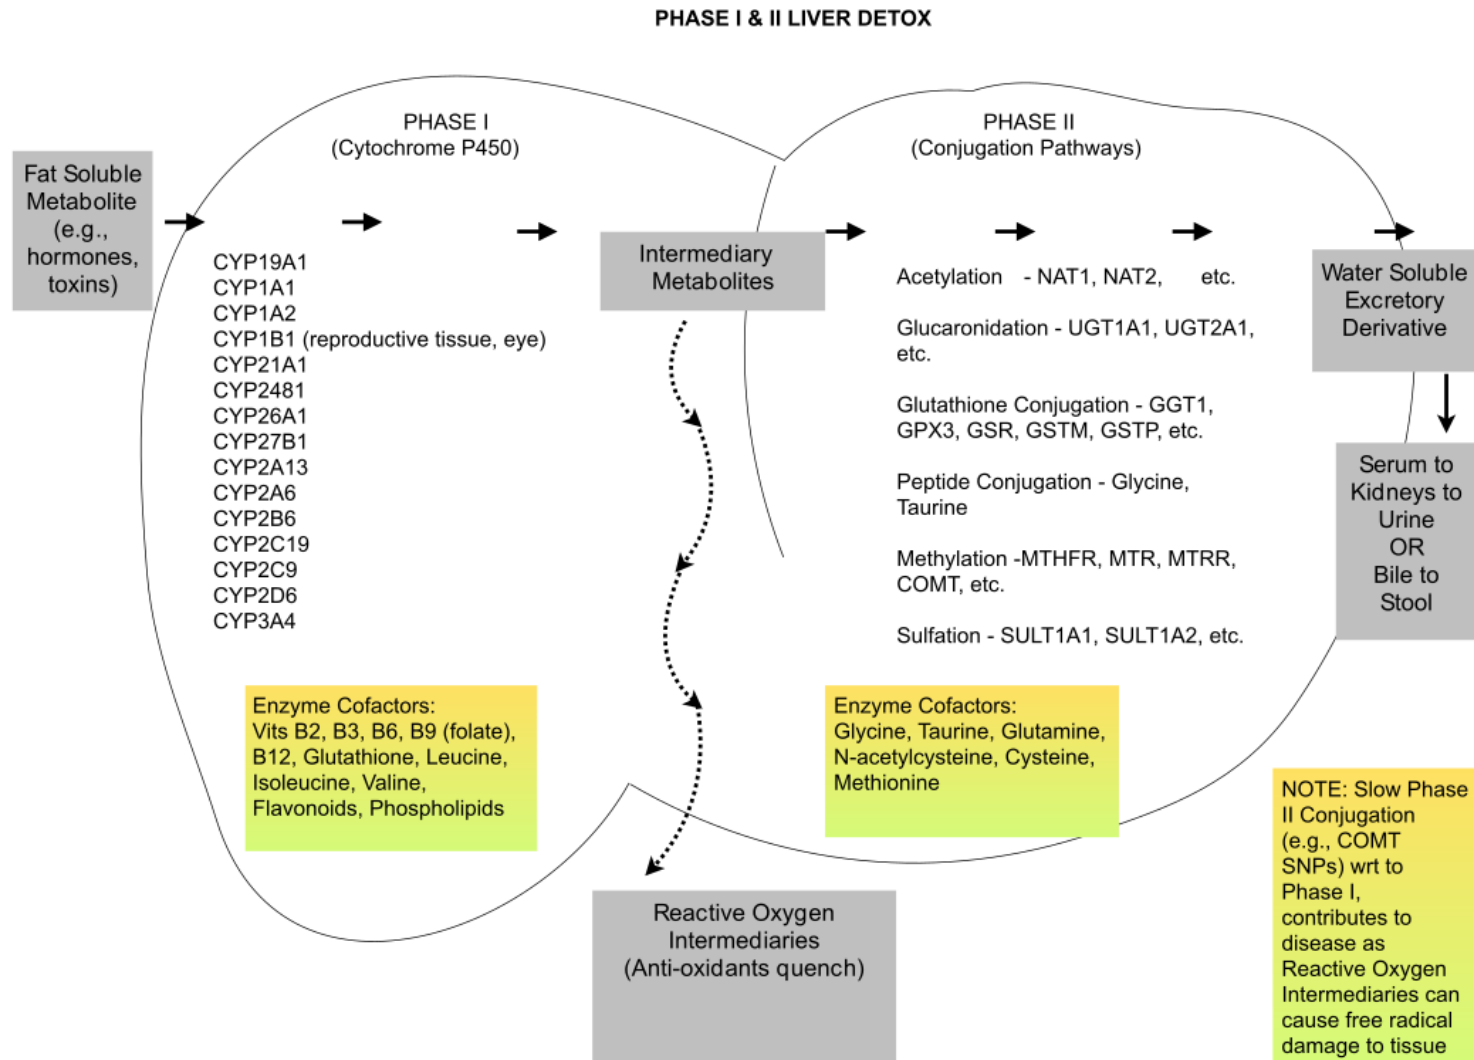 PHASE I & II LIVER DETOX
Fat Soluble
Metabolite
(e.g.,
hormones,
toxins)
PHASE I
(Cytochrome P450)
CYP19A1
CYP1A1
CYP1A2
CYP1B1 (reproductive tissue, eye)
CYP21A1
CYP2481
CYP26A1
CYP27B1
CYP2A13
CYP2A6
CYP2B6
CYP2C19
CYP2C9
CYP2D6
CYP3A4
Enzyme Cofactors:
Vits B2, B3, B6, B9 (folate),
B12, Glutathione, Leucine,
Isoleucine, Valine,
Flavonoids, Phospholipids
Intermediary
Metabolites
Reactive Oxygen
Intermediaries
(Anti-oxidants quench)
PHASE II
(Conjugation Pathways)
Acetylation - NAT1, NAT2, etc.
Glucaronidation - UGT1A1, UGT2A1,
etc.
Glutathione Conjugation - GGT1,
GPX3, GSR, GSTM, GSTP, etc.
Peptide Conjugation - Glycine,
Taurine
Methylation -MTHFR, MTR, MTRR,
COMT, etc.
Sulfation - SULT1A1, SULT1A2, etc.
Enzyme Cofactors:
Glycine, Taurine, Glutamine,
N-acetylcysteine, Cysteine,
Methionine
Water Soluble
Excretory
Derivative
Serum to
Kidneys to
Urine
OR
Bile to
Stool
NOTE: Slow Phase
II Conjugation
(e.g., COMT
SNPs) wrt to
Phase I,
contributes to
disease as
Reactive Oxygen
Intermediaries can
cause free radical
damage to tissue